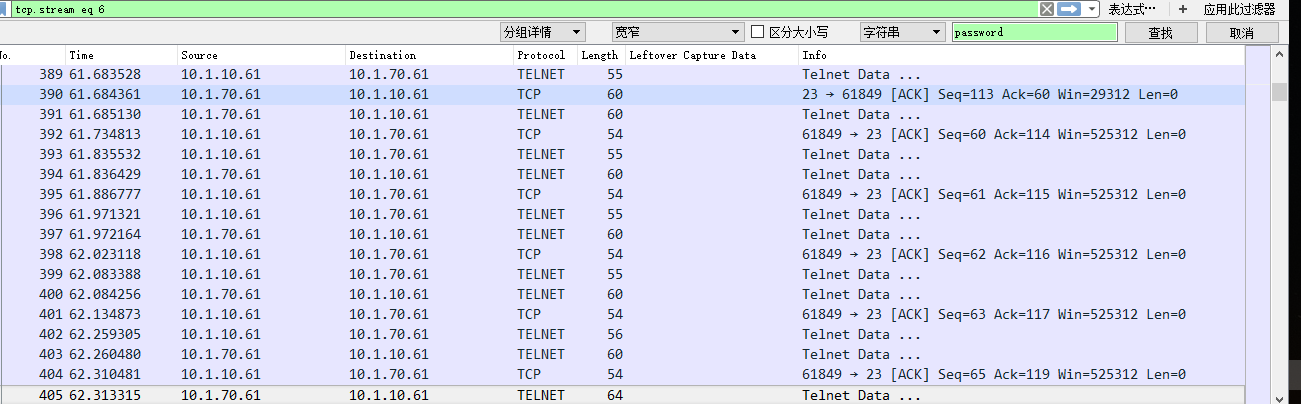 tcp.stream eq 6 表达式… + 应用此过滤器
分组详情 宽窄 区分大小写 字符串 password 查找 取消
No. Time Source Destination Protocol Length Leftover Capture Data Info
389 61.683528 10.1.10.61 10.1.70.61 TELNET 55 Telnet Data ...
390 61.684361 10.1.70.61 10.1.10.61 TCP 60 23 → 61849 [ACK] Seq=113 Ack=60 Win=29312 Len=0
391 61.685130 10.1.70.61 10.1.10.61 TELNET 60 Telnet Data ...
392 61.734813 10.1.10.61 10.1.70.61 TCP 54 61849 → 23 [ACK] Seq=60 Ack=114 Win=525312 Len=0
393 61.835532 10.1.10.61 10.1.70.61 TELNET 55 Telnet Data ...
394 61.836429 10.1.70.61 10.1.10.61 TELNET 60 Telnet Data ...
395 61.886777 10.1.10.61 10.1.70.61 TCP 54 61849 → 23 [ACK] Seq=61 Ack=115 Win=525312 Len=0
396 61.971321 10.1.10.61 10.1.70.61 TELNET 55 Telnet Data ...
397 61.972164 10.1.70.61 10.1.10.61 TELNET 60 Telnet Data ...
398 62.023118 10.1.10.61 10.1.70.61 TCP 54 61849 → 23 [ACK] Seq=62 Ack=116 Win=525312 Len=0
399 62.083388 10.1.10.61 10.1.70.61 TELNET 55 Telnet Data ...
400 62.084256 10.1.70.61 10.1.10.61 TELNET 60 Telnet Data ...
401 62.134873 10.1.10.61 10.1.70.61 TCP 54 61849 → 23 [ACK] Seq=63 Ack=117 Win=525312 Len=0
402 62.259305 10.1.10.61 10.1.70.61 TELNET 56 Telnet Data ...
403 62.260480 10.1.70.61 10.1.10.61 TELNET 60 Telnet Data ...
404 62.310481 10.1.10.61 10.1.70.61 TCP 54 61849 → 23 [ACK] Seq=65 Ack=119 Win=525312 Len=0
405 62.313315 10.1.70.61 10.1.10.61 TELNET 64 Telnet Data ...